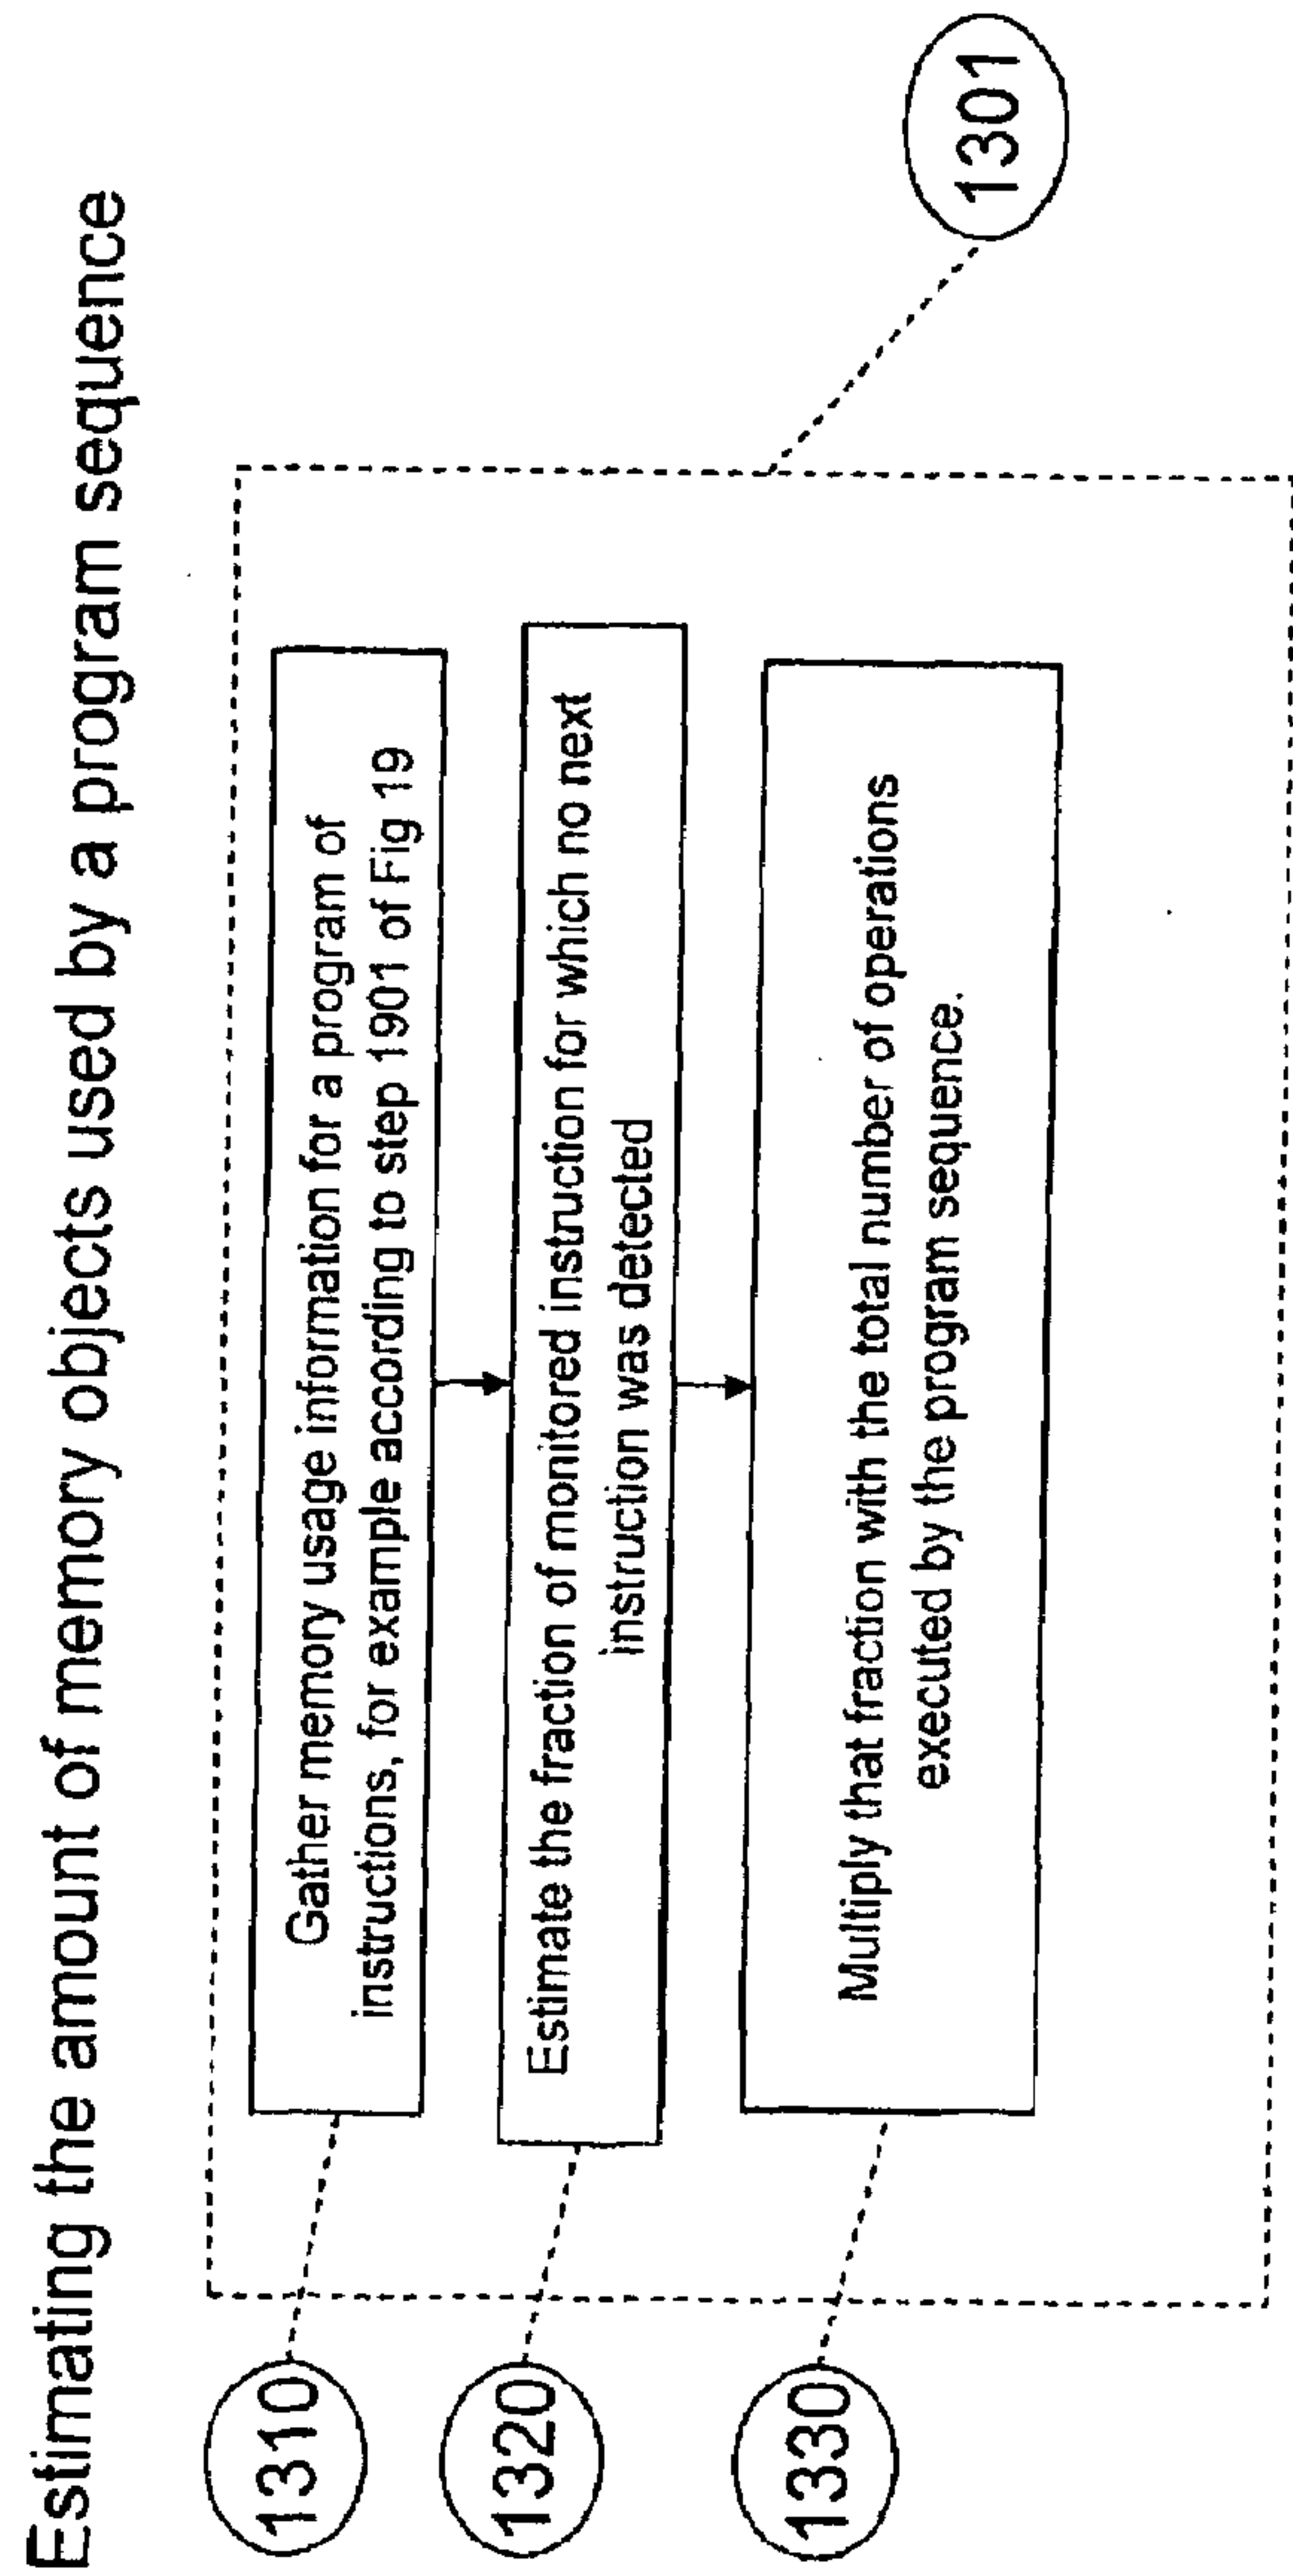 Estimating the amount of memory objects used by a program sequence
1310
Gather memory usage information for a program of
instructions, for example according to step 1901 of Fig 19
1320
Estimate the fraction of monitored instruction for which no next
instruction was detected
1330
Multiply that fraction with the total number of operations
executed by the program sequence.
1301